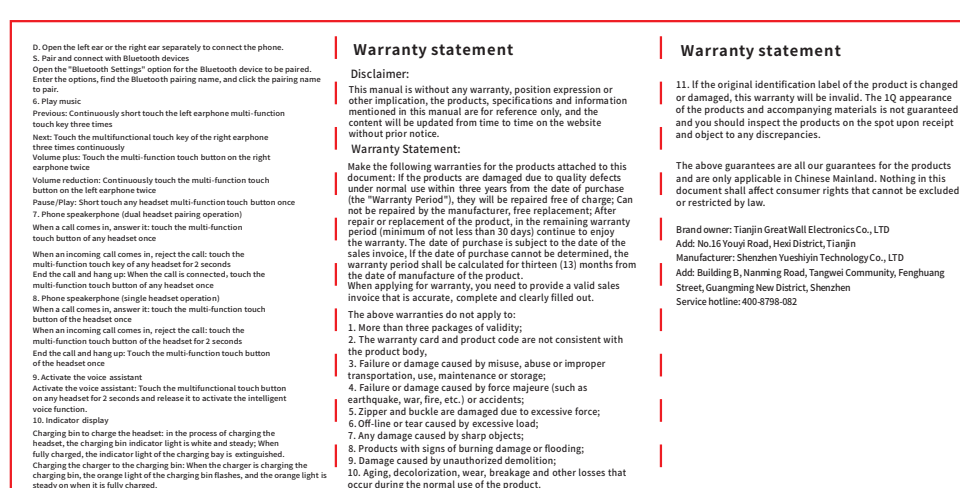 D. Open the left ear or the right ear separately to connect the phone.
S. Pair and connect with Bluetooth devices
Open the "Bluetooth Settings" option for the Bluetooth device to be paired.
Enter the options, find the Bluetooth pairing name, and click the pairing name
to pair.
6. Play music
Previous: Continuously short touch the left earphone multi-function
touch key three times
Next: Touch the multifunctional touch key of the right earphone
three times continuously
Volume plus: Touch the multi-function touch button on the right
earphone twice
Volume reduction: Continuously touch the multi-function touch
button on the left earphone twice
Pause/Play: Short touch any headset multi-function touch button once
7. Phone speakerphone (dual headset pairing operation)
When a call comes in, answer it: touch the multi-function
touch button of any headset once
When an incoming call comes in, reject the call: touch the
multi-function touch key of any headset for 2 seconds
End the call and hang up: When the call is connected, touch the
multi-function touch button of any headset once
8. Phone speakerphone (single headset operation)
When a call comes in, answer it: touch the multi-function touch
button of the headset once
When an incoming call comes in, reject the call: touch the
multi-function touch button of the headset for 2 seconds
End the call and hang up: Touch the multi-function touch button
of the headset once
9. Activate the voice assistant
Activate the voice assistant: Touch the multifunctional touch button
on any headset for 2 seconds and release it to activate the intelligent
voice function.
10. Indicator display
Charging bin to charge the headset: in the process of charging the
headset, the charging bin indicator light is white and steady; When
fully charged, the indicator light of the charging bay is extinguished.
Charging the charger to the charging bin: When the charger is charging the
charging bin, the orange light of the charging bin flashes, and the orange light is
steady on when it is fully charged.
Warranty statement
Disclaimer:
This manual is without any warranty, position expression or
other implication, the products, specifications and information
mentioned in this manual are for reference only, and the
content will be updated from time to time on the website
without prior notice.
Warranty Statement:
Make the following warranties for the products attached to this
document: If the products are damaged due to quality defects
under normal use within three years from the date of purchase
(the "Warranty Period"), they will be repaired free of charge; Can
not be repaired by the manufacturer, free replacement; After
repair or replacement of the product, in the remaining warranty
period (minimum of not less than 30 days) continue to enjoy
the warranty. The date of purchase is subject to the date of the
sales invoice, If the date of purchase cannot be determined, the
warranty period shall be calculated for thirteen (13) months from
the date of manufacture of the product.
When applying for warranty, you need to provide a valid sales
invoice that is accurate, complete and clearly filled out.
The above warranties do not apply to:
1. More than three packages of validity;
2. The warranty card and product code are not consistent with
the product body,
3. Failure or damage caused by misuse, abuse or improper
transportation, use, maintenance or storage;
4. Failure or damage caused by force majeure (such as
earthquake, war, fire, etc.) or accidents;
5. Zipper and buckle are damaged due to excessive force;
6. Off-line or tear caused by excessive load;
7. Any damage caused by sharp objects;
8. Products with signs of burning damage or flooding;
9. Damage caused by unauthorized demolition;
10. Aging, decolorization, wear, breakage and other losses that
occur during the normal use of the product.
Warranty statement
11. If the original identification label of the product is changed
or damaged, this warranty will be invalid. The 1Q appearance
of the products and accompanying materials is not guaranteed
and you should inspect the products on the spot upon receipt
and object to any discrepancies.
The above guarantees are all our guarantees for the products
and are only applicable in Chinese Mainland. Nothing in this
document shall affect consumer rights that cannot be excluded
or restricted by law.
Brand owner: Tianjin Great Wall Electronics Co., LTD
Add: No.16 Youyi Road, Hexi District, Tianjin
Manufacturer: Shenzhen Yueshiyin Technology Co., LTD
Add: Building B, Nanming Road, Tangwei Community, Fenghuang
Street, Guangming New District, Shenzhen
Service hotline: 400-8798-082